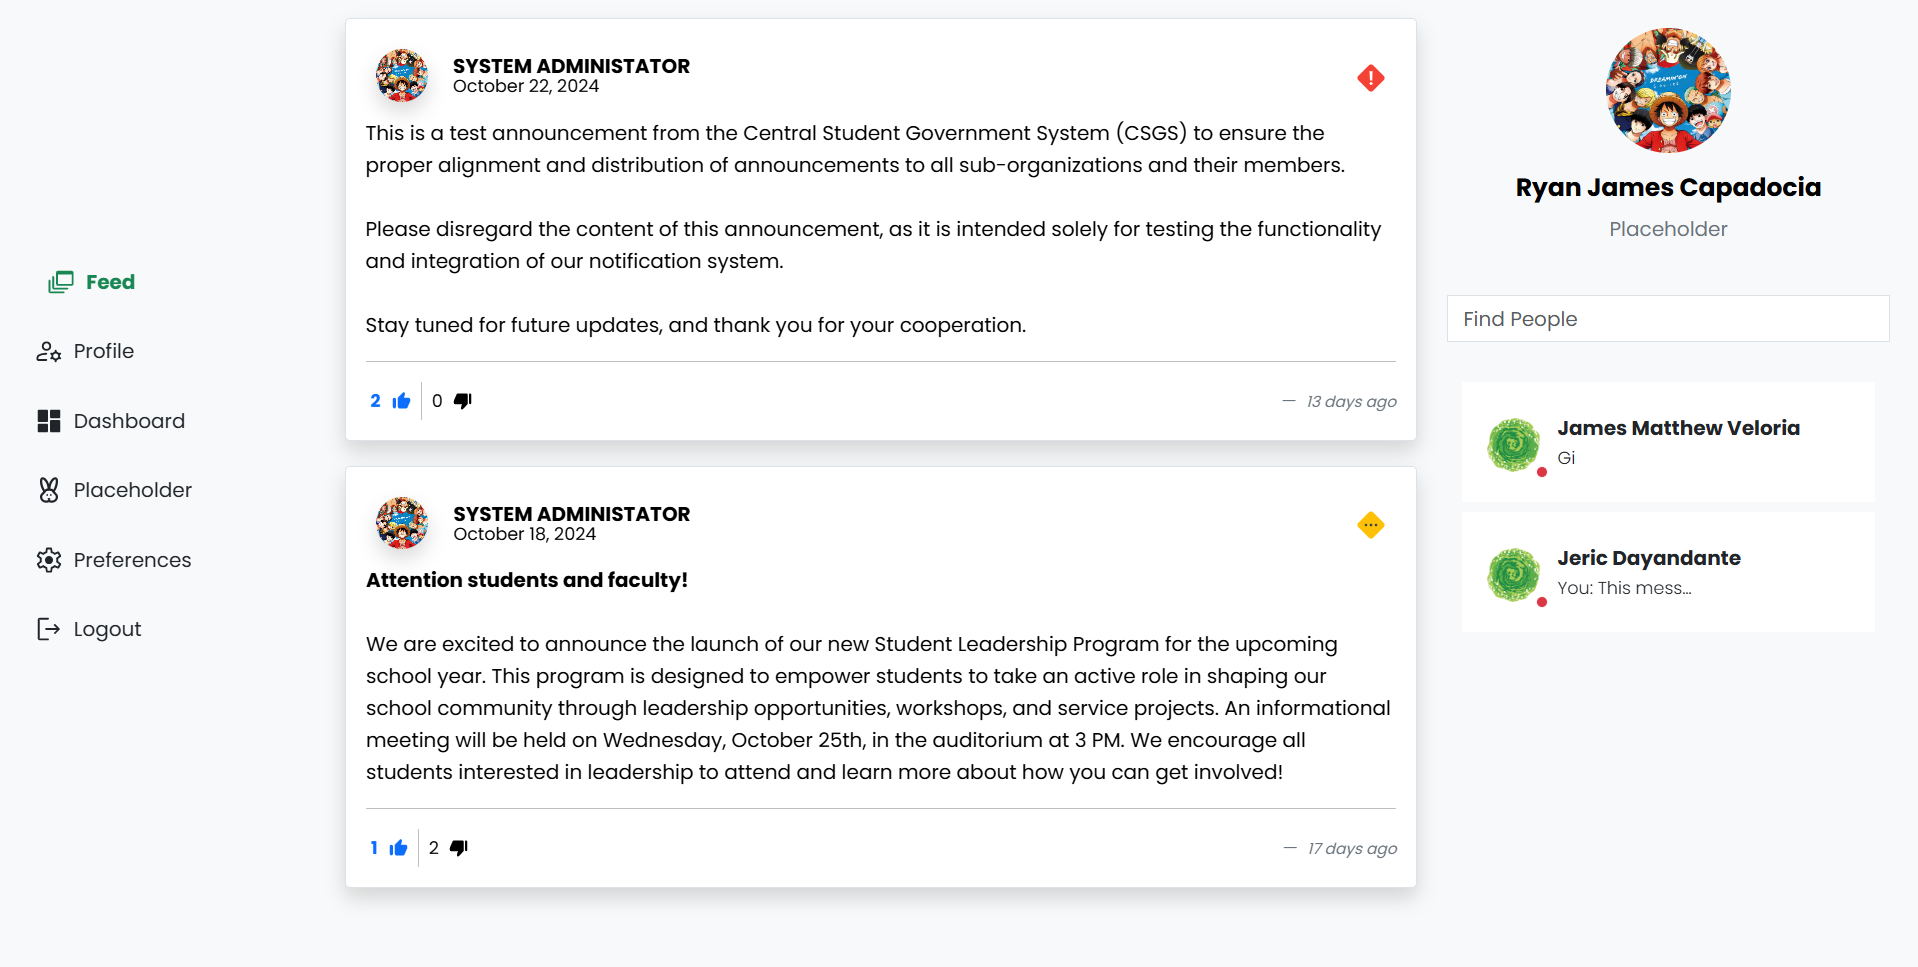 Feed
Profile
Dashboard
Placeholder
Preferences
Logout
SYSTEM ADMINISTATOR
October 22, 2024
This is a test announcement from the Central Student Government System (CSGS) to ensure the
proper alignment and distribution of announcements to all sub-organizations and their members.
Please disregard the content of this announcement, as it is intended solely for testing the functionality
and integration of our notification system.
Stay tuned for future updates, and thank you for your cooperation.
2 0
— 13 days ago
SYSTEM ADMINISTATOR
October 18, 2024
Attention students and faculty!
We are excited to announce the launch of our new Student Leadership Program for the upcoming
school year. This program is designed to empower students to take an active role in shaping our
school community through leadership opportunities, workshops, and service projects. An informational
meeting will be held on Wednesday, October 25th, in the auditorium at 3 PM. We encourage all
students interested in leadership to attend and learn more about how you can get involved!
1 2
— 17 days ago
Ryan James Capadocia
Placeholder
Find People
James Matthew Veloria
Gi
Jeric Dayandante
You: This mess...